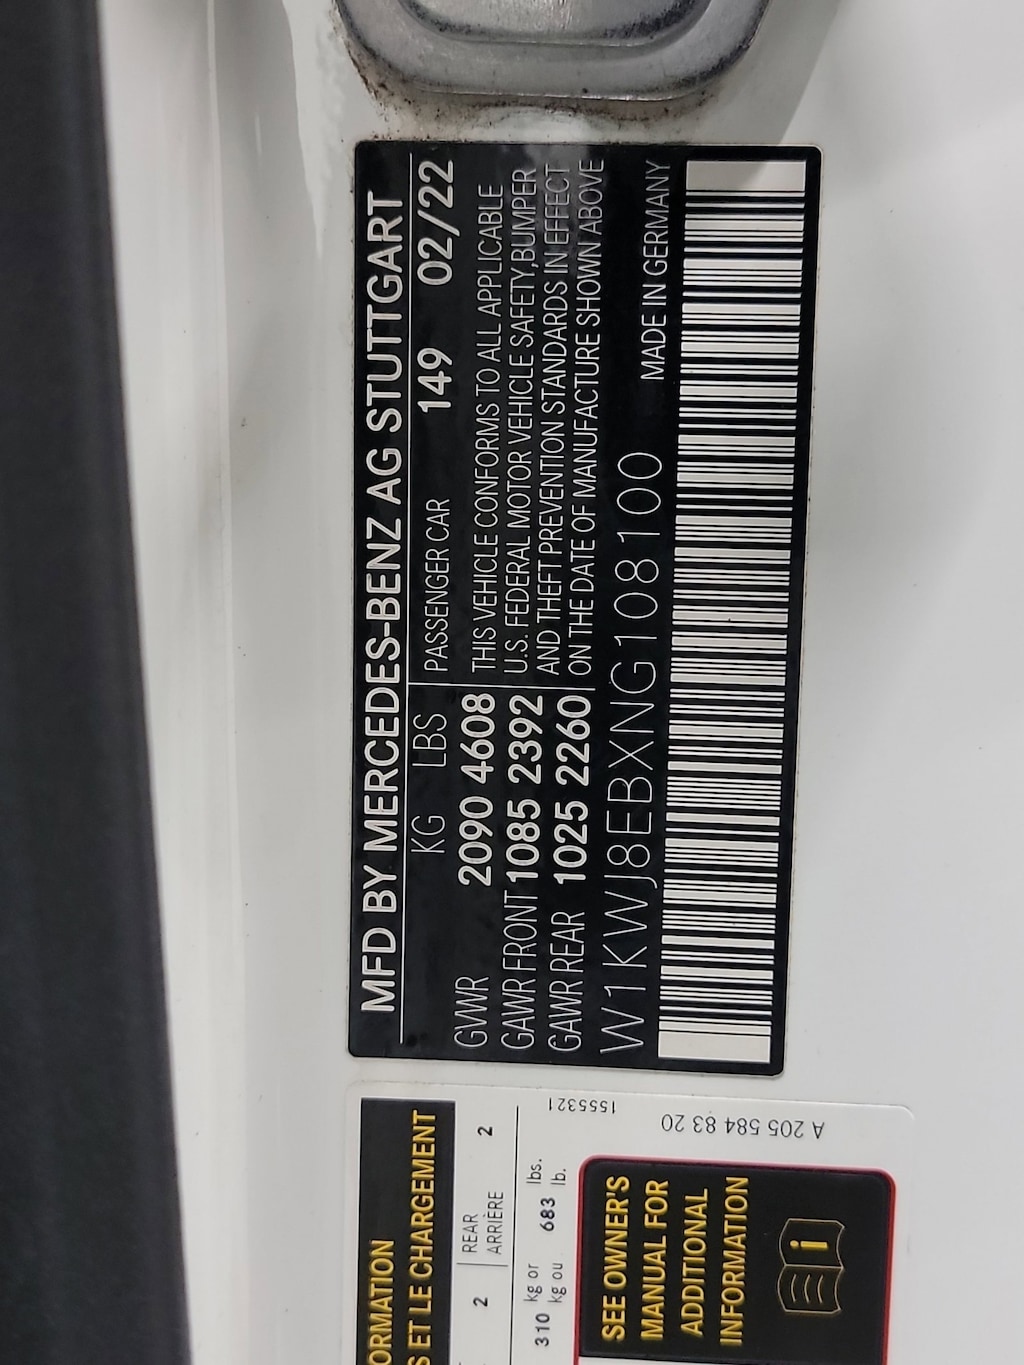 MFD BY MERCEDES-BENZ AG STUTTGART
KG LBS PASSENGER CAR 149 02/22
GVWR 2090 4608
GAWR FRONT 1085 2392
GAWR REAR 1025 2260
THIS VEHICLE CONFORMS TO ALL APPLICABLE
U.S. FEDERAL MOTOR VEHICLE SAFETY,BUMPER
AND THEFT PREVENTION STANDARDS IN EFFECT
ON THE DATE OF MANUFACTURE SHOWN ABOVE
W1KWJ8EBXNG108100 MADE IN GERMANY
ORMATION
S ET LE CHARGEMENT
2 REAR 2
ARRIÈRE
310 kg or 683 lbs.
kg ou lb.
1555321
A 205 584 83 20
SEE OWNER'S
MANUAL FOR
ADDITIONAL
INFORMATION
i